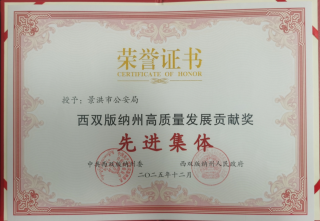 荣誉证书
CERTIFICATE OF HONOR
授予：景洪市公安局
西双版纳州高质量发展贡献奖
先进集体
中共西双版纳州委 西双版纳州人民政府
二〇二五年十二月